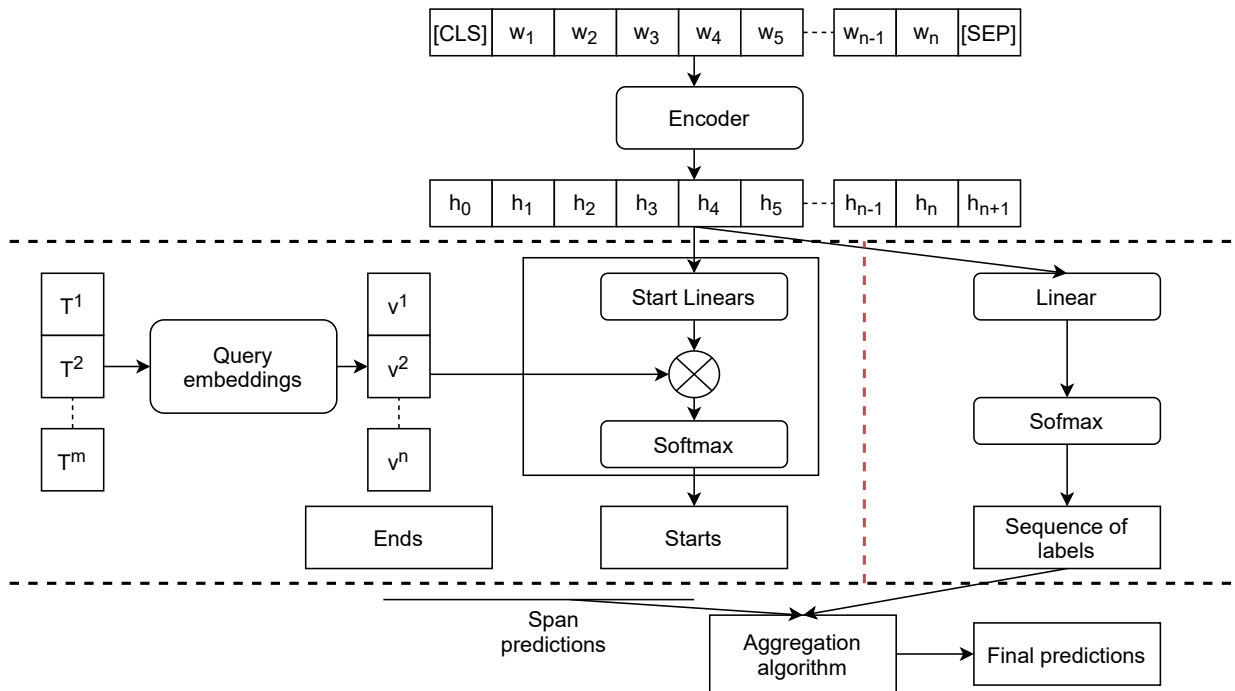 [CLS] w1 w2 w3 w4 w5 wn-1 wn [SEP]
Encoder
h0 h1 h2 h3 h4 h5 hn-1 hn hn+1
T1
T2
Tm
Query
embeddings
v1
v2
vn
Start Linears
Softmax
Ends
Starts
Linear
Sofmax
Sequence of
labels
Span
predictions
Aggregation
algorithm
Final predictions